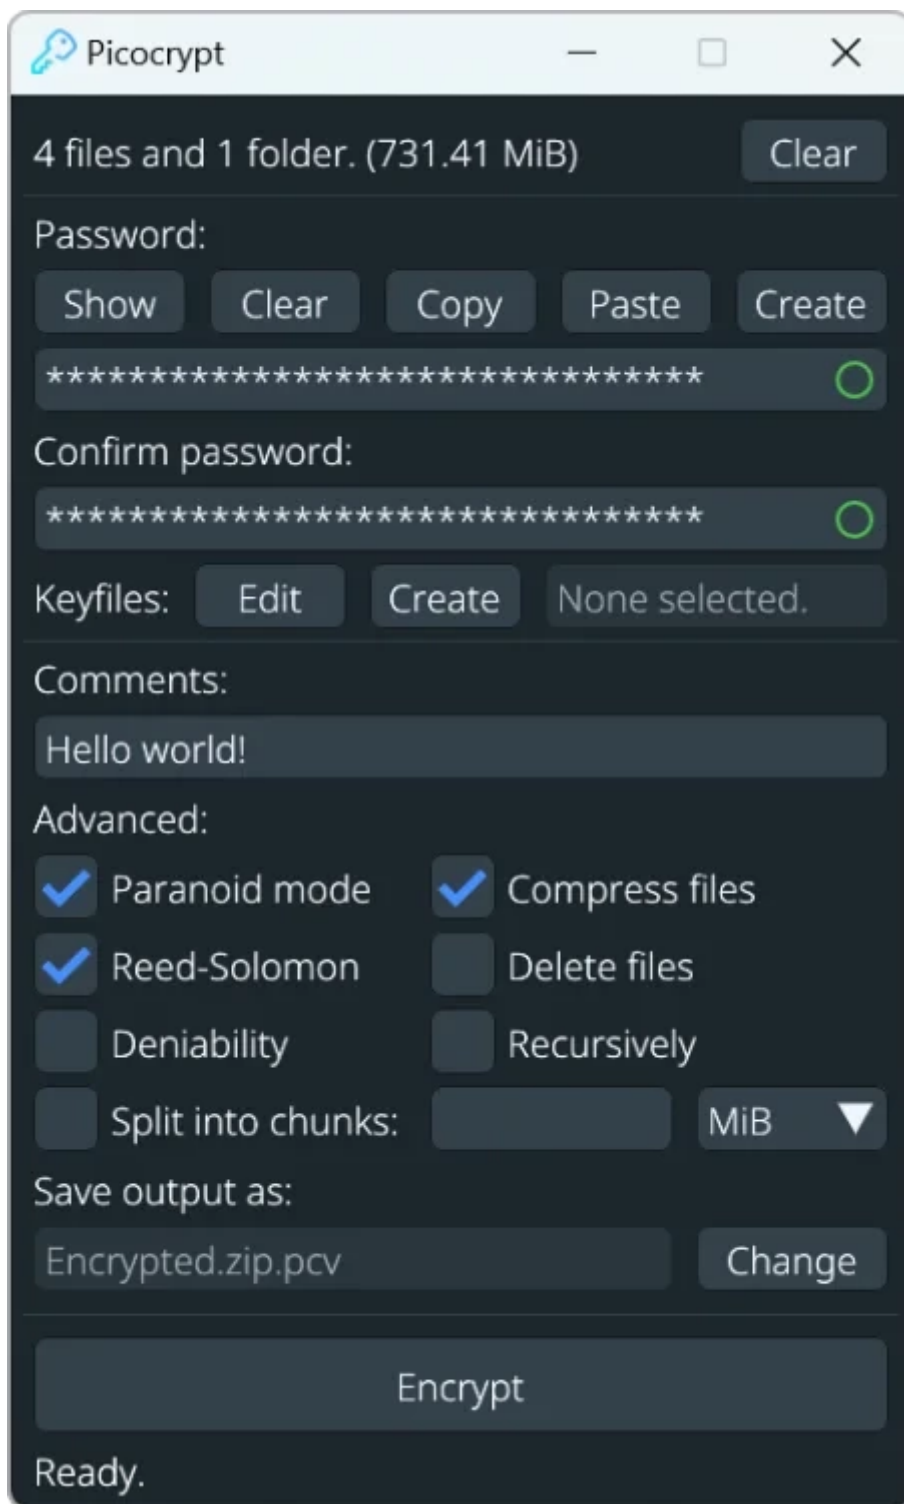 Picocrypt
4 files and 1 folder. (731.41 MiB) Clear
Password:
Show Clear Copy Paste Create
********************************
Confirm password:
********************************
Keyfiles: Edit Create None selected.
Comments:
Hello world!
Advanced:
Paranoid mode Compress files
Reed-Solomon Delete files
Deniability Recursively
Split into chunks: MiB
Save output as:
Encrypted.zip.pcv Change
Encrypt
Ready.